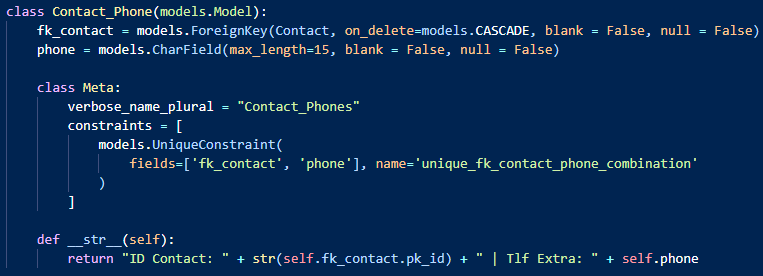 class Contact_Phone(models.Model):
    fk_contact = models.ForeignKey(Contact, on_delete=models.CASCADE, blank = False, null = False)
    phone = models.CharField(max_length=15, blank = False, null = False)

    class Meta:
        verbose_name_plural = "Contact_Phones"
        constraints = [
            models.UniqueConstraint(
                fields=['fk_contact', 'phone'], name='unique_fk_contact_phone_combination'
            )
        ]

    def __str__(self):
        return "ID Contact: " + str(self.fk_contact.pk_id) + " | Tlf Extra: " + self.phone